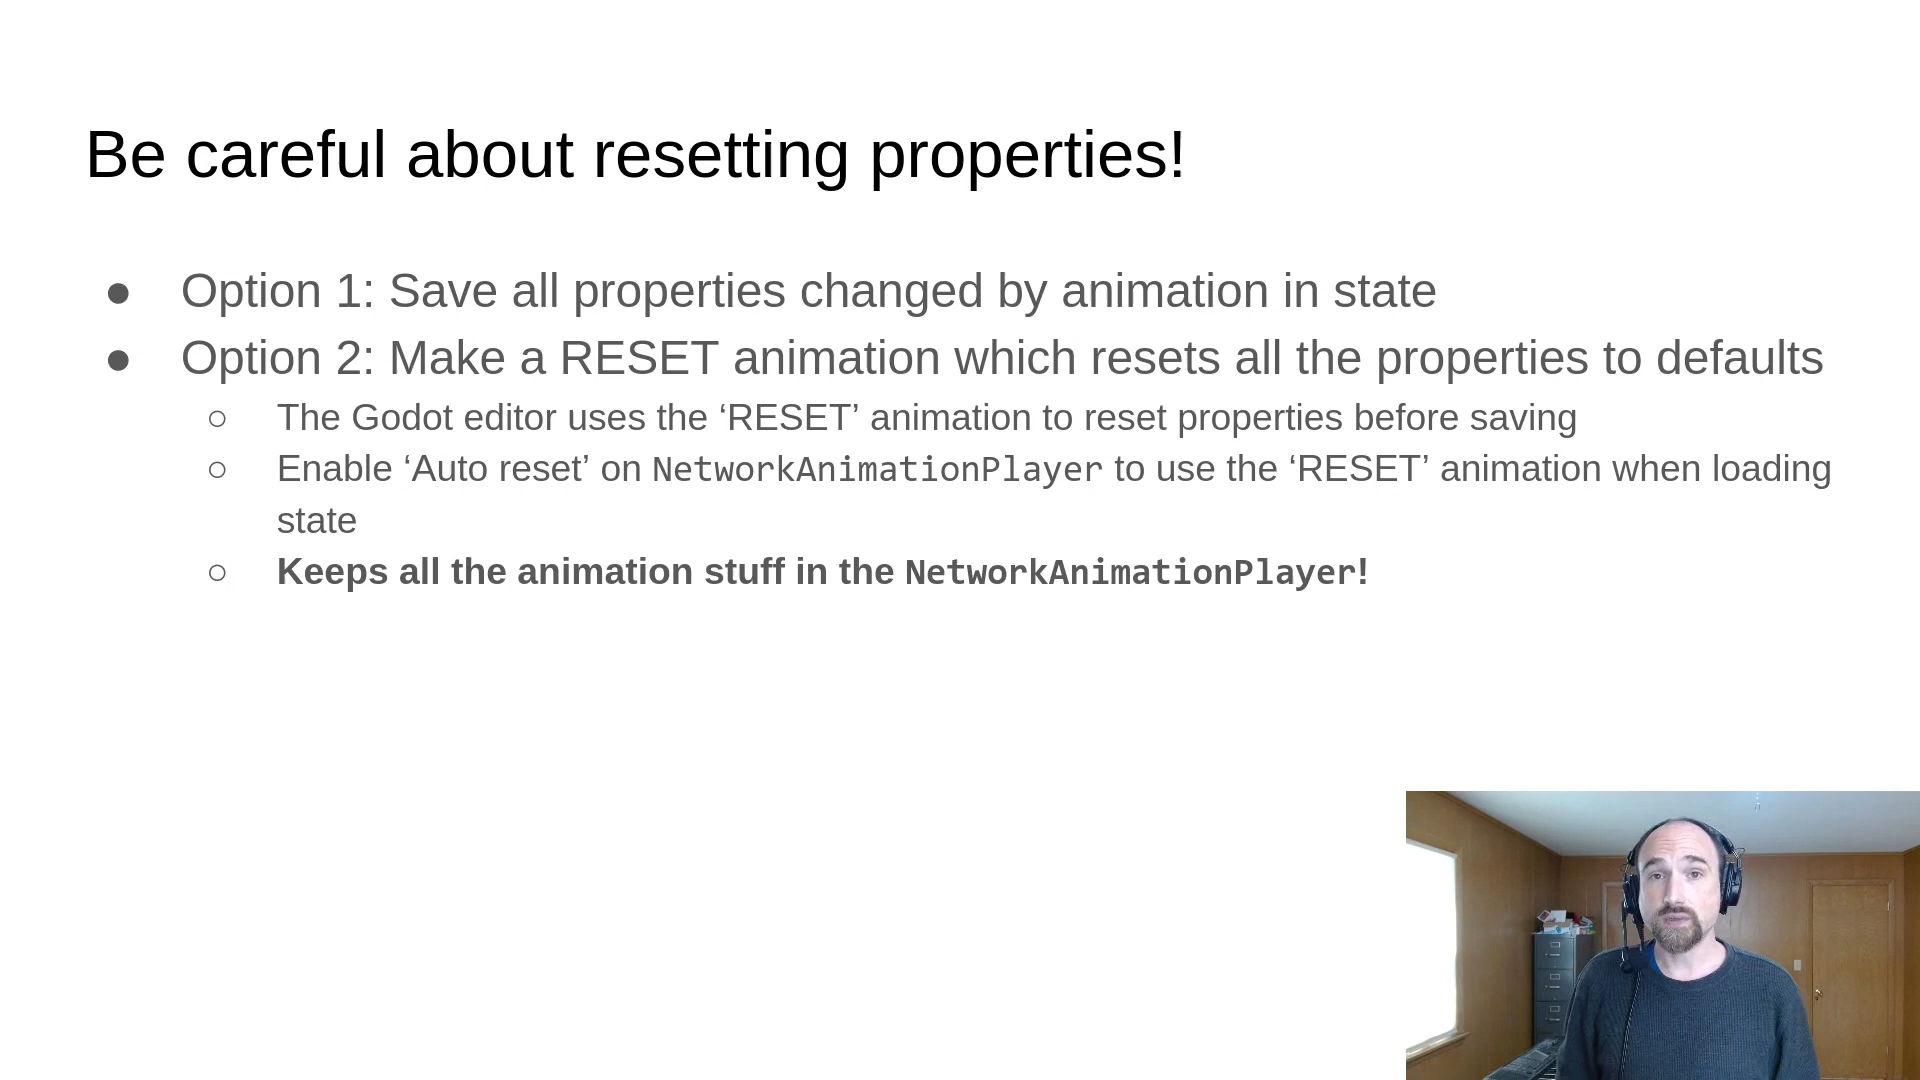 Be careful about resetting properties!
● Option 1: Save all properties changed by animation in state
● Option 2: Make a RESET animation which resets all the properties to defaults
○ The Godot editor uses the ‘RESET’ animation to reset properties before saving
○ Enable ‘Auto reset’ on NetworkAnimationPlayer to use the ‘RESET’ animation when loading
state
○ Keeps all the animation stuff in the NetworkAnimationPlayer!